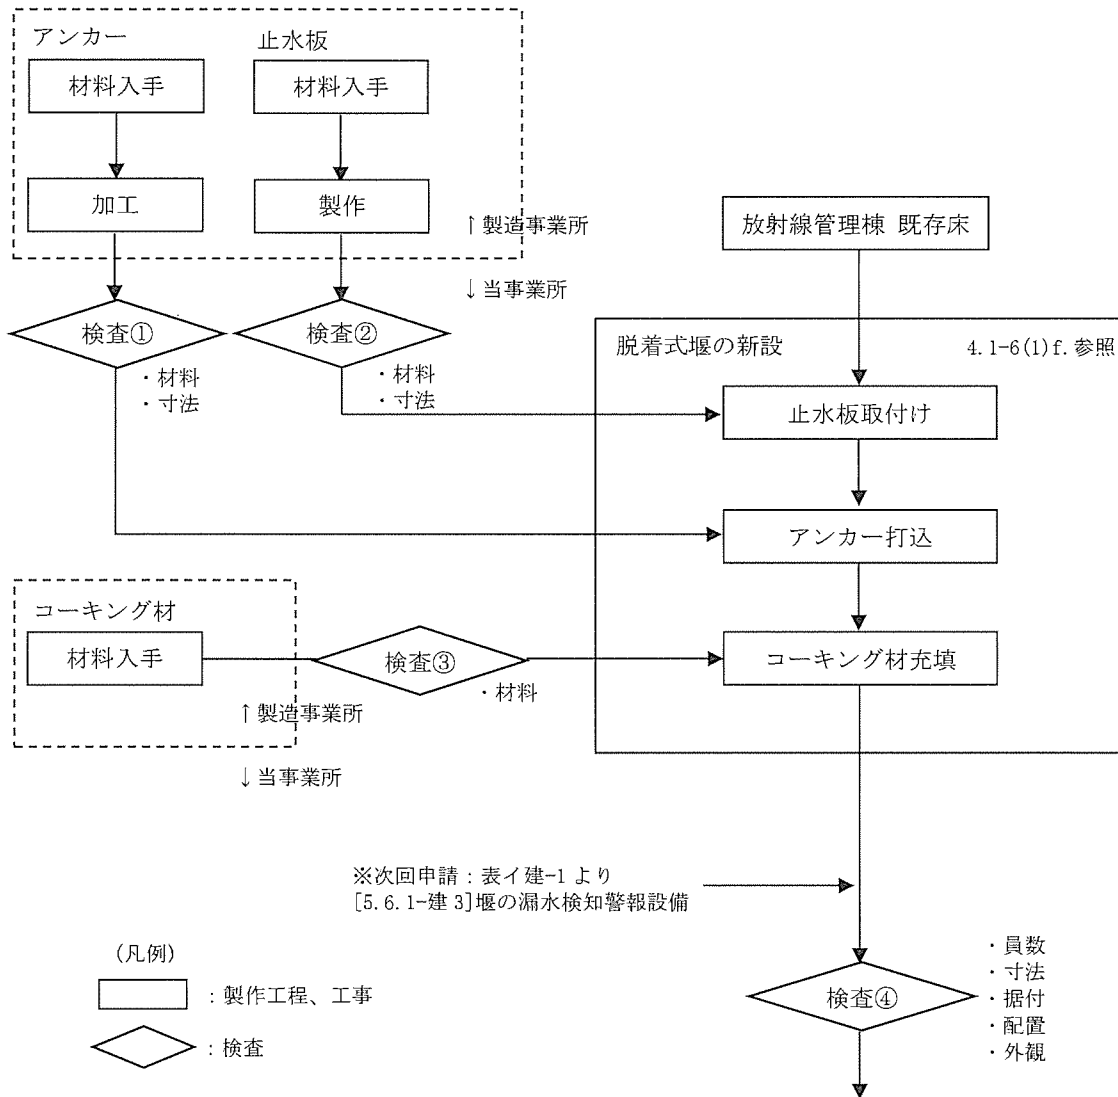 アンカー
止水板
材料入手
材料入手
加工
製作
↑製造事業所
↓当事業所
放射線管理棟 既存床
検査①
検査②
・材料
・寸法
・材料
・寸法
脱着式堰の新設
4.1-6(1)f.参照
止水板取付け
アンカー打込
コーキング材
材料入手
検査③
・材料
コーキング材充填
↑製造事業所
↓当事業所
※次回申請:表イ建-1より
[5.6.1-建3]堰の漏水検知警報設備
検査④
・員数
・寸法
・据付
・配置
・外観
(凡例)
:製作工程、工事
:検査